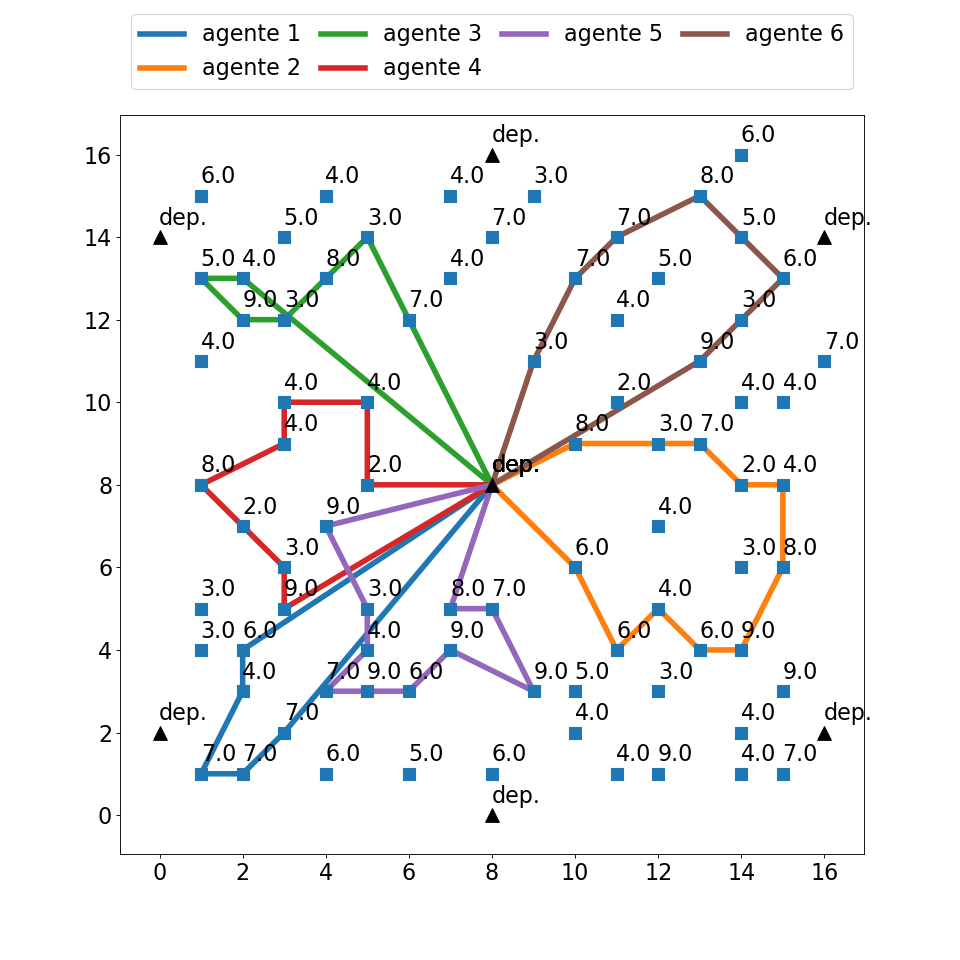 agente 1 agente 3 agente 5 agente 6
agente 2 agente 4
6.0
dep.
16
6.0 4.0 4.0 3.0 8.0
dep. 5.0 3.0 7.0 7.0 5.0 dep.
14
5.0 4.0 8.0 4.0 7.0 5.0 6.0
9.0 3.0 7.0 4.0 3.0
12
4.0 3.0 9.0 7.0
4.0 4.0 2.0 4.0 4.0
10
4.0 8.0 3.0 7.0
8.0 2.0 dep. 2.0 4.0
8
2.0 9.0 4.0
3.0 6.0 3.0 8.0
6
3.0 9.0 3.0 8.0 7.0 4.0
3.0 6.0 4.0 9.0 6.0 6.0 9.0
4
4.0 7.0 9.0 6.0 9.0 5.0 3.0 9.0
dep. 7.0 4.0 4.0 dep.
2
7.0 7.0 6.0 5.0 6.0 4.0 9.0 4.0 7.0
dep.
0
0 2 4 6 8 10 12 14 16